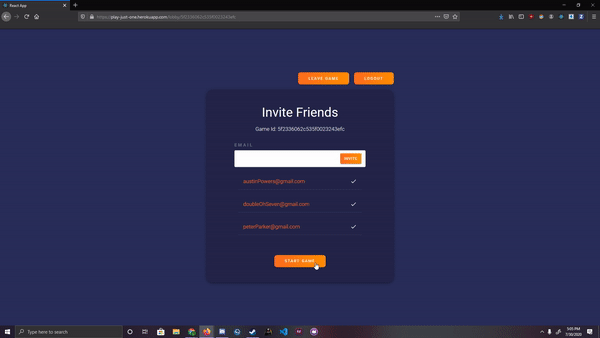 React App
https://play-just-one.herokuapp.com/lobby/5f2336062c535f0023243efc
LEAVE GAME
LOGOUT
Invite Friends
Game Id: 5f2336062c535f0023243efc
EMAIL
INVITE
austinPowers@gmail.com
doubleOhSeven@gmail.com
peterParker@gmail.com
START GAME
Type here to search
5:05 PM
7/30/2020